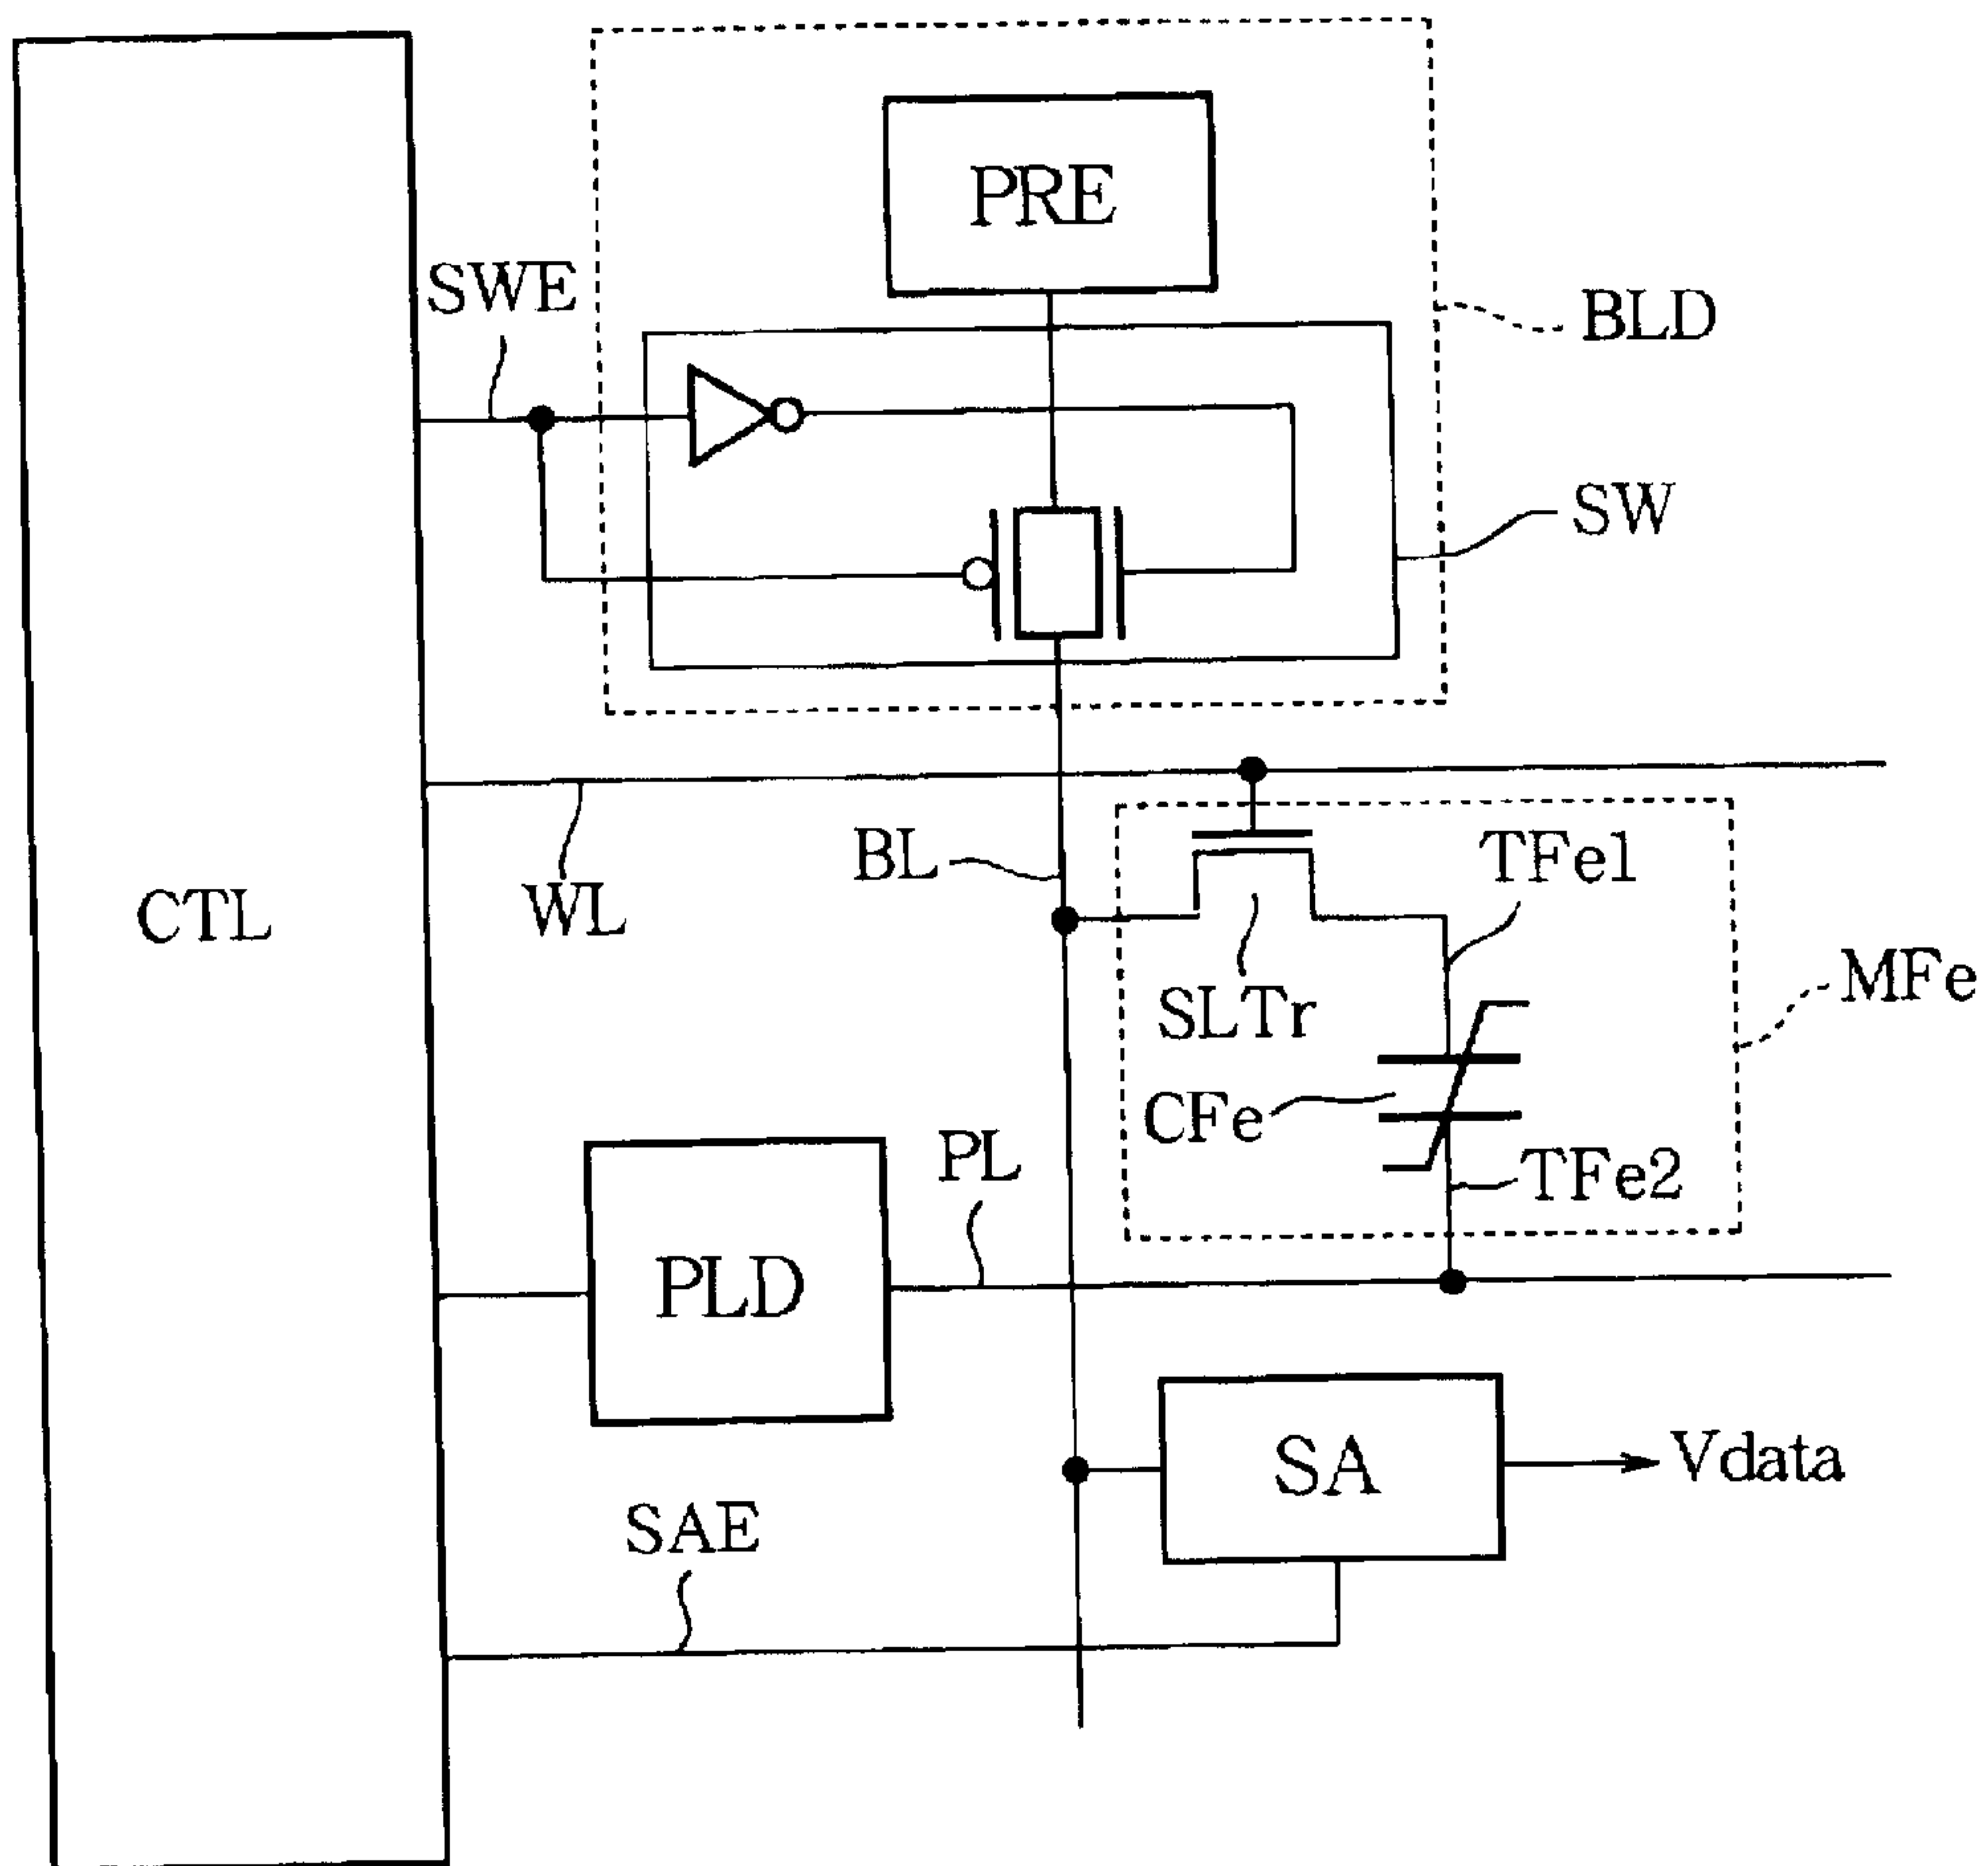 PRE
SWE
BLD
SW
TFe1
BL
WL
CTL
MFe
SLTr
CFe
PL
TFe2
PLD
SA
Vdata
SAE